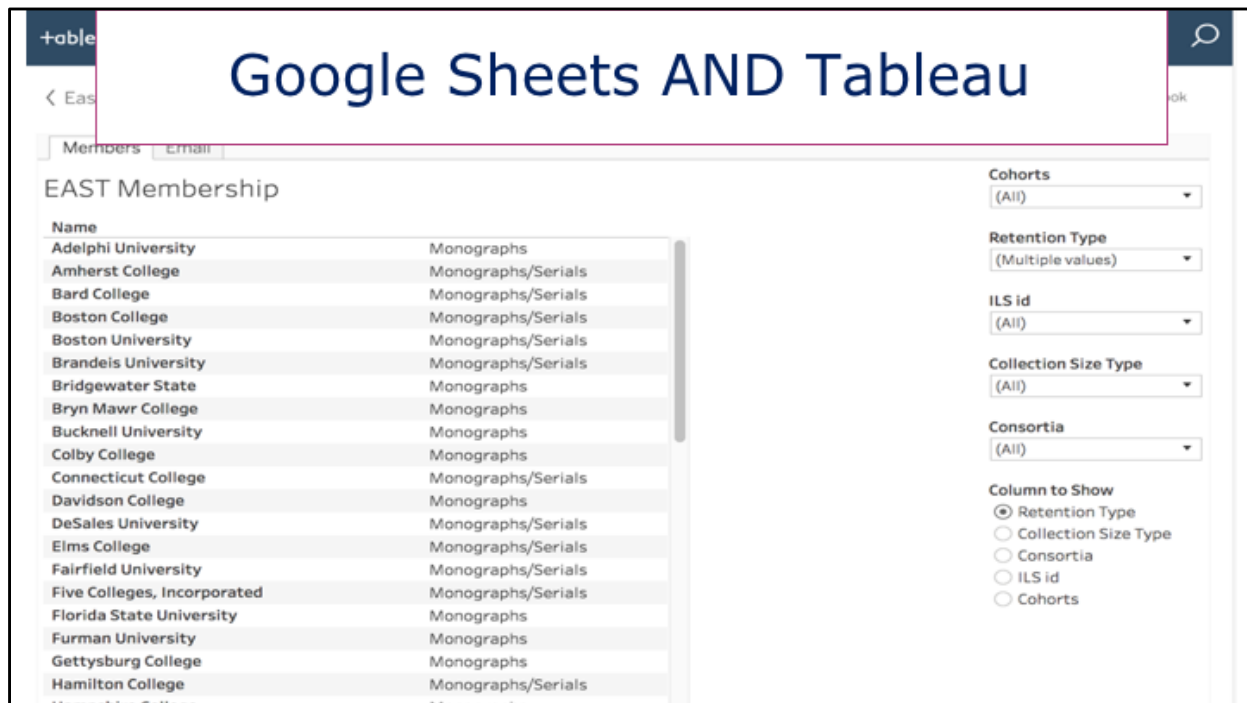 Google Sheets AND Tableau
+able
< Eas
ok
Members Email
EAST Membership
Name
Adelphi University Monographs
Amherst College Monographs/Serials
Bard College Monographs/Serials
Boston College Monographs/Serials
Boston University Monographs/Serials
Brandeis University Monographs/Serials
Bridgewater State Monographs
Bryn Mawr College Monographs
Bucknell University Monographs
Colby College Monographs
Connecticut College Monographs/Serials
Davidson College Monographs
DeSales University Monographs/Serials
Elms College Monographs/Serials
Fairfield University Monographs/Serials
Five Colleges, Incorporated Monographs/Serials
Florida State University Monographs
Furman University Monographs
Gettysburg College Monographs
Hamilton College Monographs/Serials
Cohorts
(All)
Retention Type
(Multiple values)
ILS id
(All)
Collection Size Type
(All)
Consortia
(All)
Column to Show
Retention Type
Collection Size Type
Consortia
ILS id
Cohorts